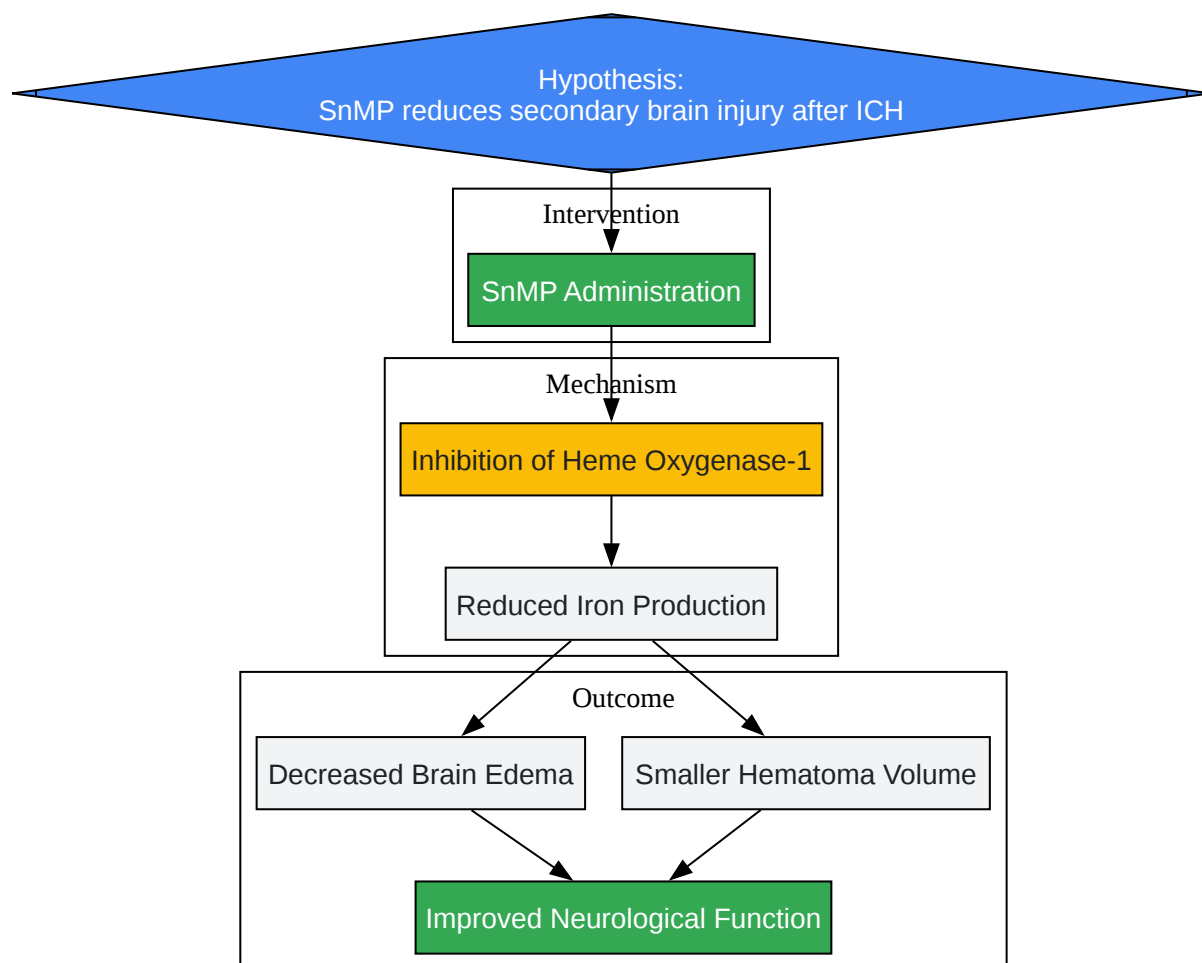 Hypothesis:
SnMP reduces secondary brain injury after ICH
Intervention
SnMP Administration
Mechanism
Inhibition of Heme Oxygenase-1
Reduced Iron Production
Outcome
Decreased Brain Edema
Smaller Hematoma Volume
Improved Neurological Function